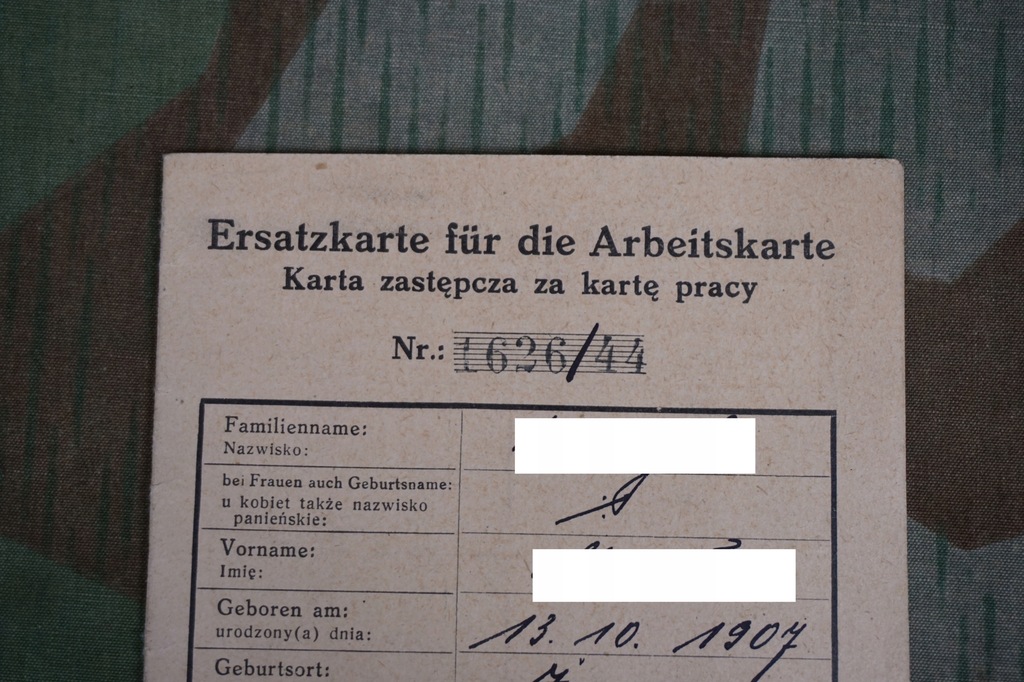 Ersatzkarte für die Arbeitskarte
Karta zastępcza za kartę pracy
Nr.: 1626/44
Familienname:
Nazwisko:
bei Frauen auch Geburtsname:
u kobiet także nazwisko
panieńskie:
Vorname:
Imię:
Geboren am:
urodzony(a) dnia:
13. 10. 1907
Geburtsort: